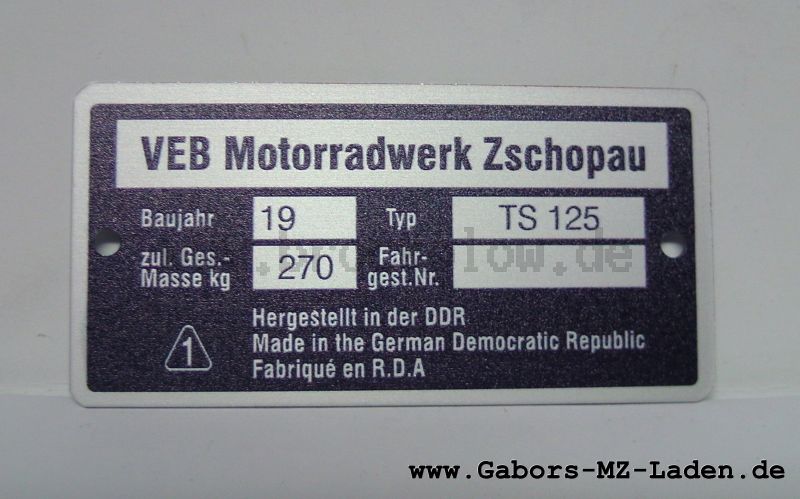 VEB Motorradwerk Zschopau
Baujahr 19 Typ TS 125
zul. Ges.- Masse kg 270 Fahr- gest.Nr.
1
Hergestellt in der DDR
Made in the German Democratic Republic
Fabriqué en R.D.A
www.Gabors-MZ-Laden.de